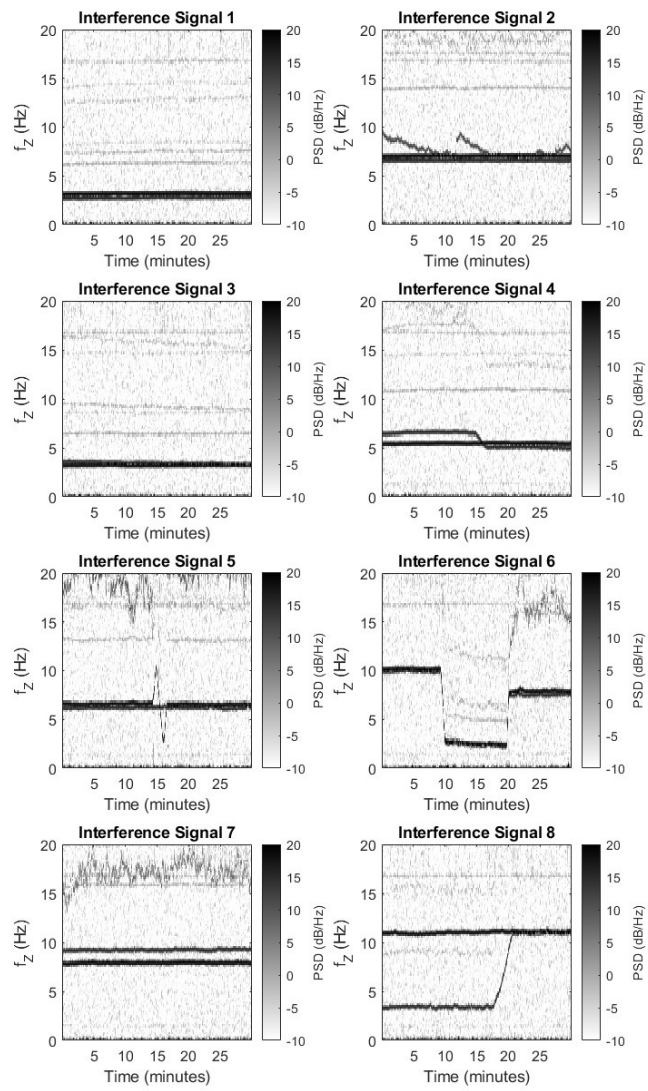 Interference Signal 1
20
15
10
5
0
f_Z (Hz)
5 10 15 20 25
Time (minutes)
20
15
10
5
0
-5
-10
PSD (dB/Hz)
Interference Signal 2
20
15
10
5
0
f_Z (Hz)
5 10 15 20 25
Time (minutes)
20
15
10
5
0
-5
-10
PSD (dB/Hz)
Interference Signal 3
20
15
10
5
0
f_Z (Hz)
5 10 15 20 25
Time (minutes)
20
15
10
5
0
-5
-10
PSD (dB/Hz)
Interference Signal 4
20
15
10
5
0
f_Z (Hz)
5 10 15 20 25
Time (minutes)
20
15
10
5
0
-5
-10
PSD (dB/Hz)
Interference Signal 5
20
15
10
5
0
f_Z (Hz)
5 10 15 20 25
Time (minutes)
20
15
10
5
0
-5
-10
PSD (dB/Hz)
Interference Signal 6
20
15
10
5
0
f_Z (Hz)
5 10 15 20 25
Time (minutes)
20
15
10
5
0
-5
-10
PSD (dB/Hz)
Interference Signal 7
20
15
10
5
0
f_Z (Hz)
5 10 15 20 25
Time (minutes)
20
15
10
5
0
-5
-10
PSD (dB/Hz)
Interference Signal 8
20
15
10
5
0
f_Z (Hz)
5 10 15 20 25
Time (minutes)
20
15
10
5
0
-5
-10
PSD (dB/Hz)